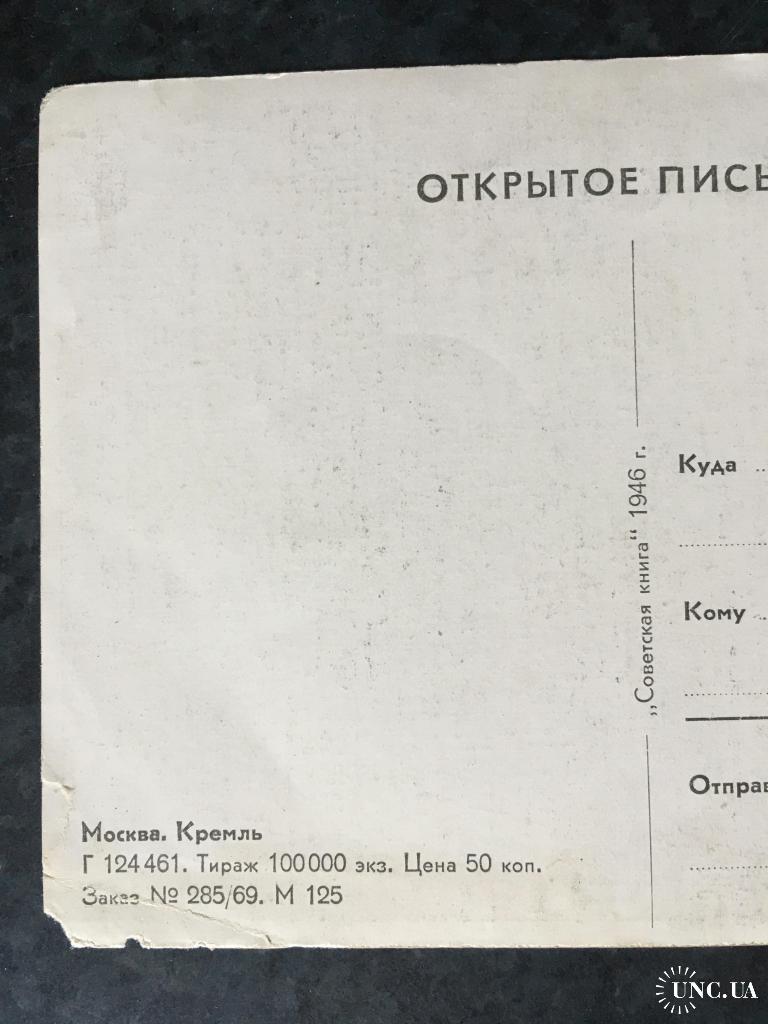 ОТКРЫТОЕ ПИСЬ
„Советская книга“ 1946 г.
Куда
Кому
Отправ
Москва. Кремль
Г 124461. Тираж 100000 экз. Цена 50 коп.
Заказ № 285/69. М 125
UNC.UA